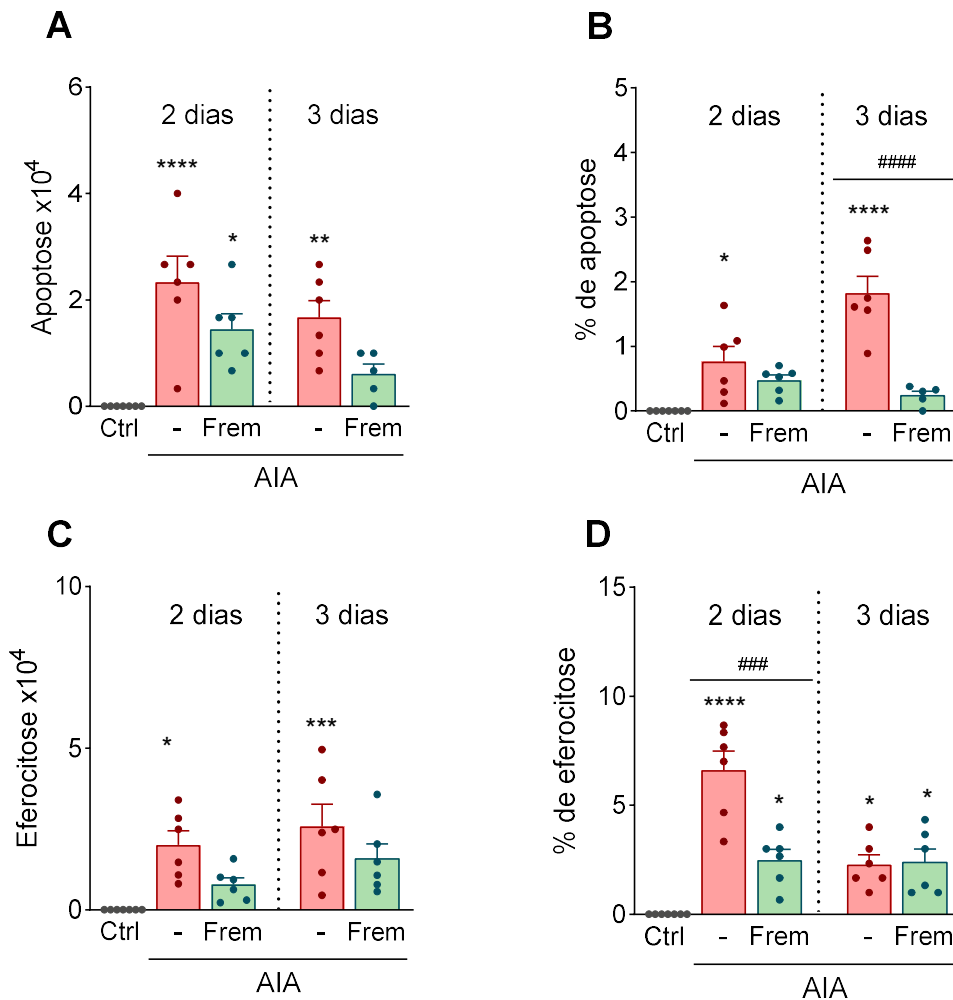 A
Apoptose x10⁴
6
4
2
0
2 dias
3 dias
****
*
**
Ctrl
-
Frem
-
Frem
AIA
B
% de apoptose
5
4
3
2
1
0
2 dias
3 dias
####
*
****
Ctrl
-
Frem
-
Frem
AIA
C
Eferocitose x10⁴
10
5
0
2 dias
3 dias
*
***
Ctrl
-
Frem
-
Frem
AIA
D
% de eferocitose
15
10
5
0
2 dias
3 dias
###
****
*
*
*
Ctrl
-
Frem
-
Frem
AIA